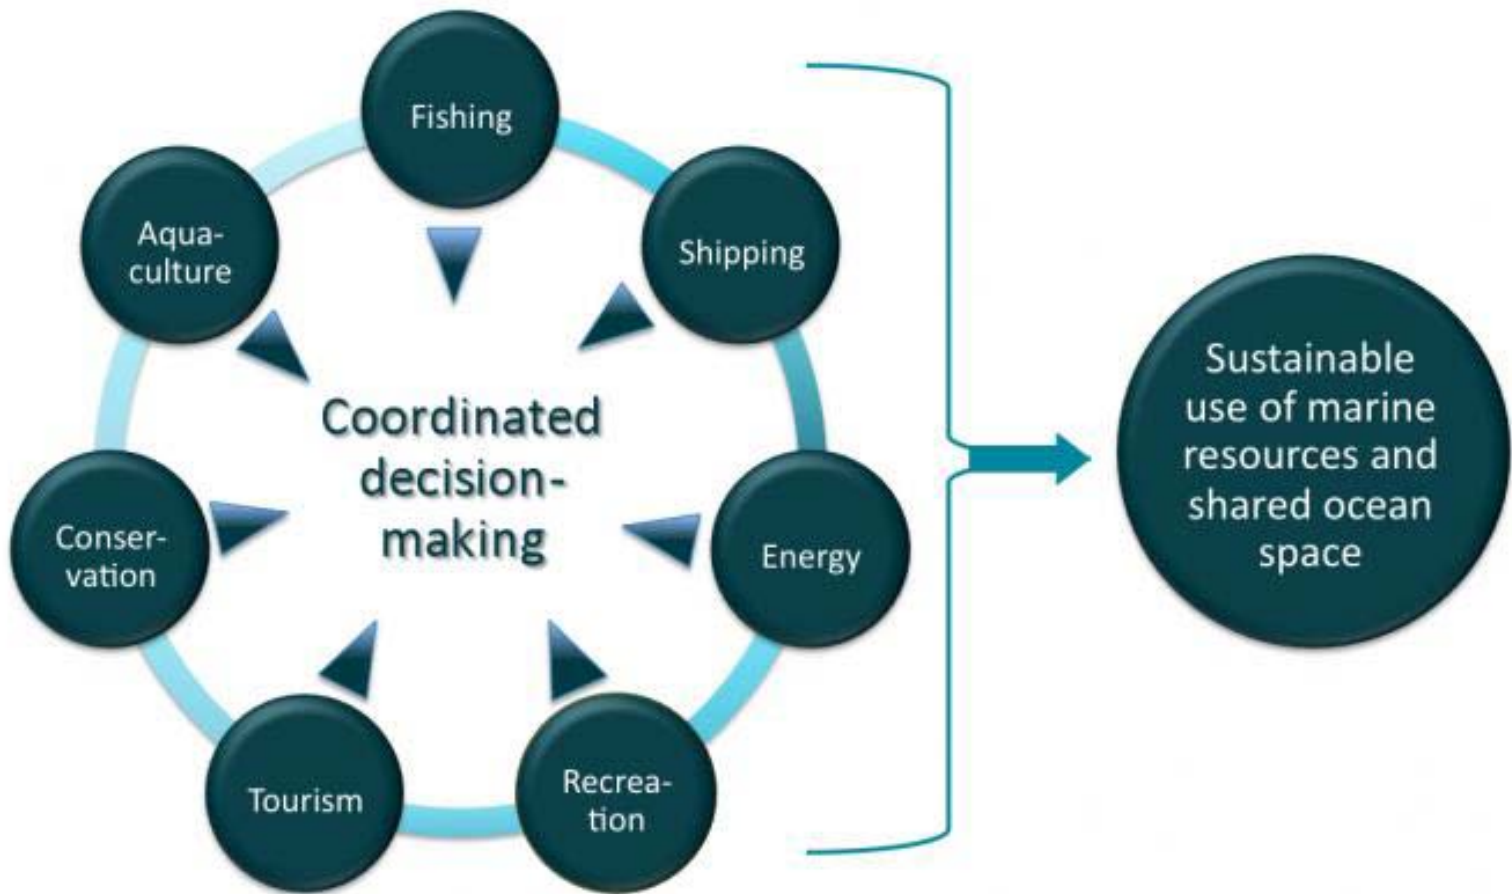 Fishing
Shipping
Energy
Recrea-
tion
Tourism
Conser-
vation
Aqua-
culture
Coordinated
decision-
making
Sustainable
use of marine
resources and
shared ocean
space